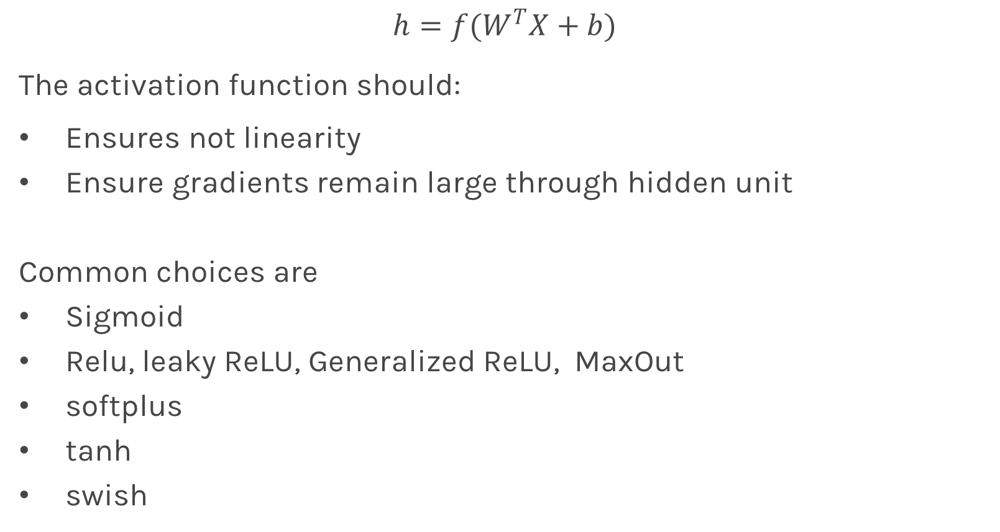 h = f(WᵀX + b)
The activation function should:
• Ensures not linearity
• Ensure gradients remain large through hidden unit
Common choices are
• Sigmoid
• Relu, leaky ReLU, Generalized ReLU, MaxOut
• softplus
• tanh
• swish